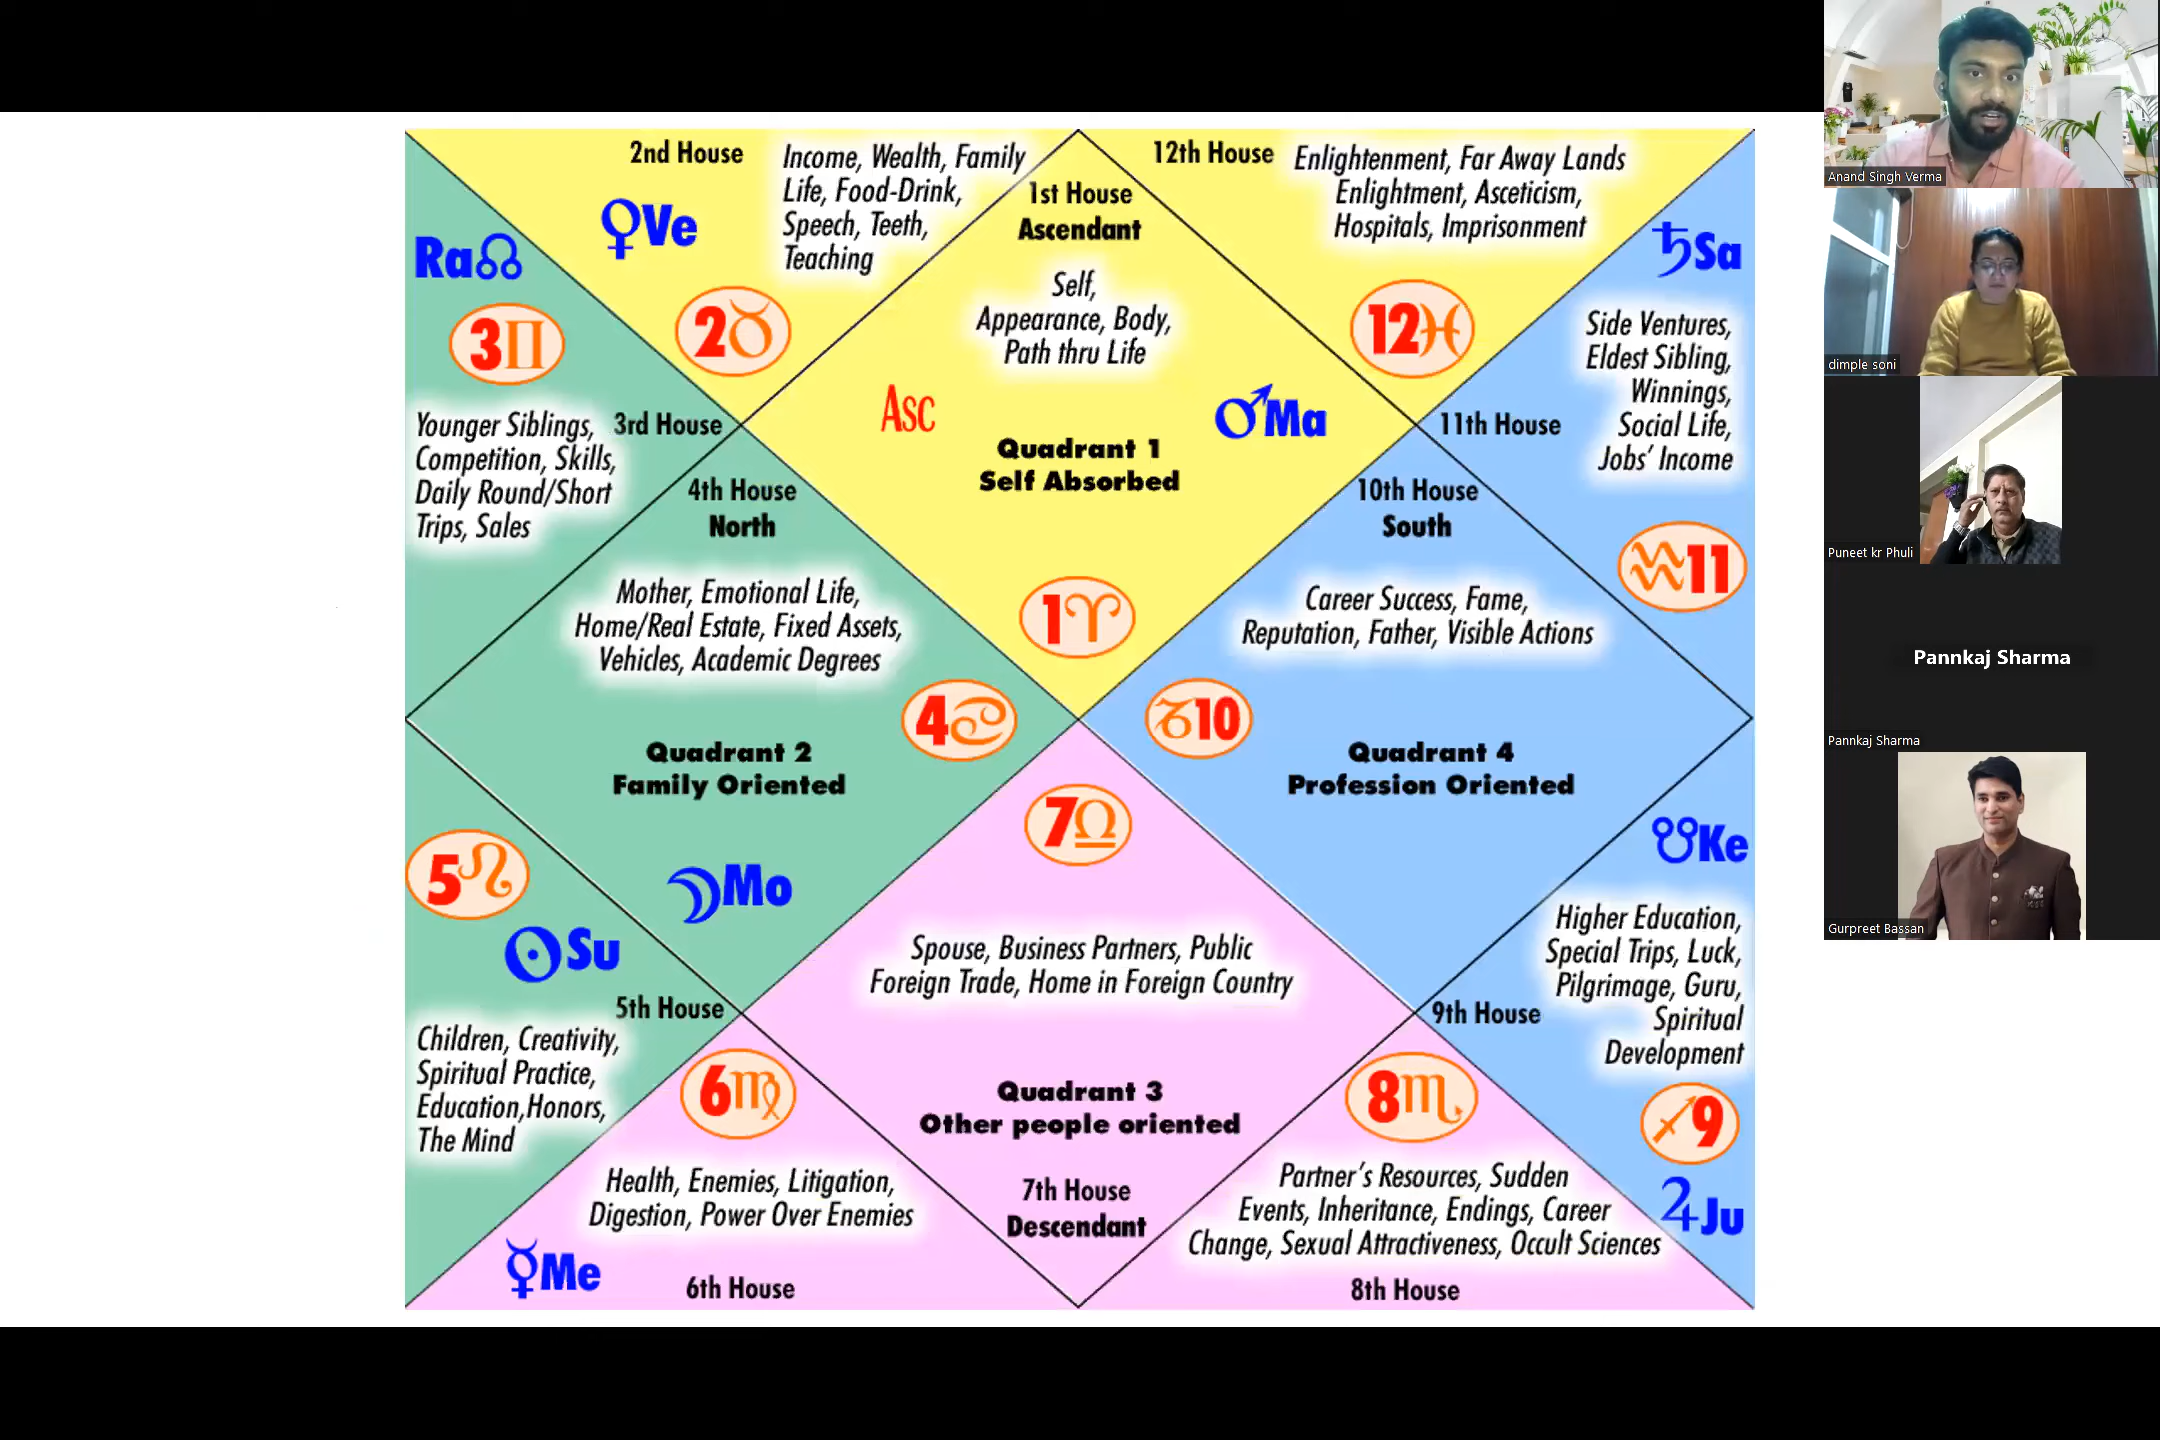 2nd House
Income, Wealth, Family
Life, Food-Drink,
Speech, Teeth,
Teaching
♀Ve
2♉
1st House
Ascendant
Self,
Appearance, Body,
Path thru Life
Asc
Quadrant 1
Self Absorbed
1♈
12th House
Enlightenment, Far Away Lands
Enlightment, Asceticism,
Hospitals, Imprisonment
12♓
♂Ma
Ra☊
3♊
Younger Siblings,
Competition, Skills,
Daily Round/Short
Trips, Sales
3rd House
4th House
North
Mother, Emotional Life,
Home/Real Estate, Fixed Assets,
Vehicles, Academic Degrees
4♋
Quadrant 2
Family Oriented
☽Mo
5♌
☉Su
5th House
Children, Creativity,
Spiritual Practice,
Education,Honors,
The Mind
6♍
Health, Enemies, Litigation,
Digestion, Power Over Enemies
☿Me
6th House
7♎
Spouse, Business Partners, Public
Foreign Trade, Home in Foreign Country
Quadrant 3
Other people oriented
7th House
Descendant
8♏
Partner's Resources, Sudden
Events, Inheritance, Endings, Career
Change, Sexual Attractiveness, Occult Sciences
8th House
♄Sa
Side Ventures,
Eldest Sibling,
Winnings,
Social Life,
Jobs' Income
11th House
♒11
10th House
South
Career Success, Fame,
Reputation, Father, Visible Actions
♑10
Quadrant 4
Profession Oriented
☋Ke
Higher Education,
Special Trips, Luck,
Pilgrimage, Guru,
Spiritual
Development
9th House
♐9
♃Ju
Anand Singh Verma
dimple soni
Puneet kr Phuli
Pannkaj Sharma
Pannkaj Sharma
Gurpreet Bassan